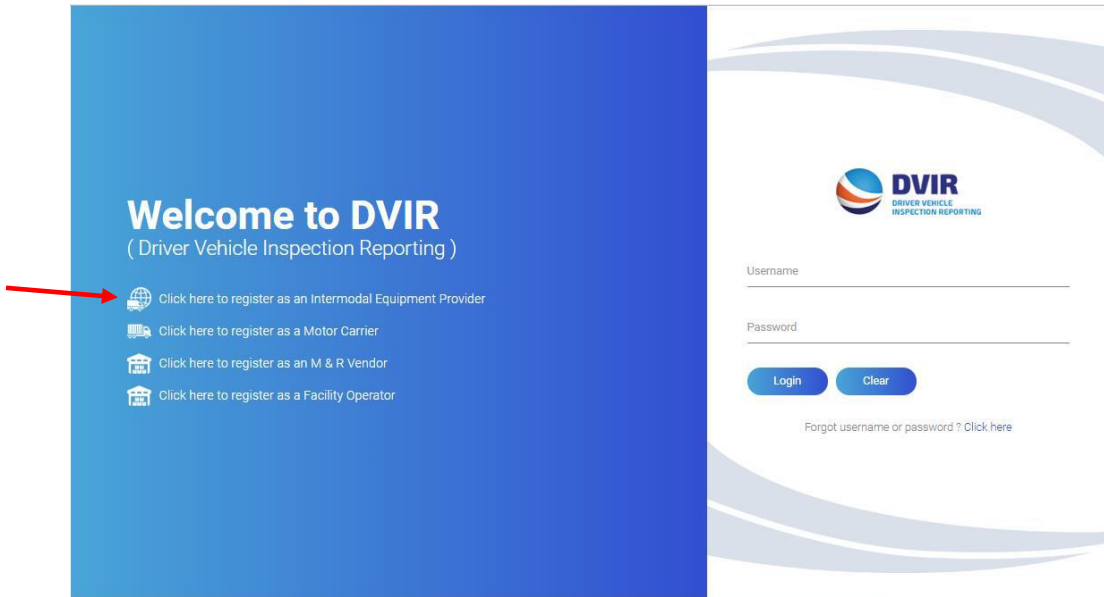 Welcome to DVIR
( Driver Vehicle Inspection Reporting )
Click here to register as an Intermodal Equipment Provider
Click here to register as a Motor Carrier
Click here to register as an M & R Vendor
Click here to register as a Facility Operator
DVIR
DRIVER VEHICLE
INSPECTION REPORTING
Username
Password
Login Clear
Forgot username or password ? Click here